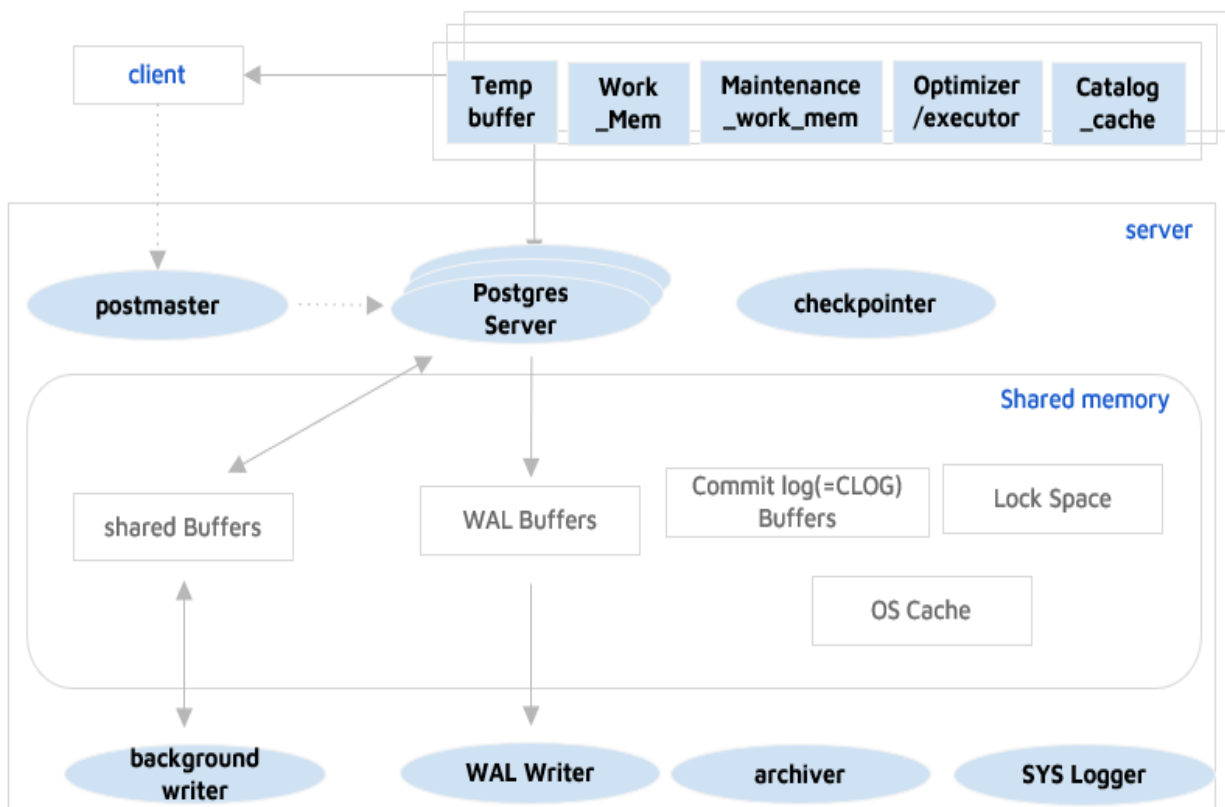 client
Temp
buffer
Work
_Mem
Maintenance
_work_mem
Optimizer
/executor
Catalog
_cache
server
postmaster
Postgres
Server
checkpointer
Shared memory
shared Buffers
WAL Buffers
Commit log(=CLOG)
Buffers
Lock Space
OS Cache
background
writer
WAL Writer
archiver
SYS Logger